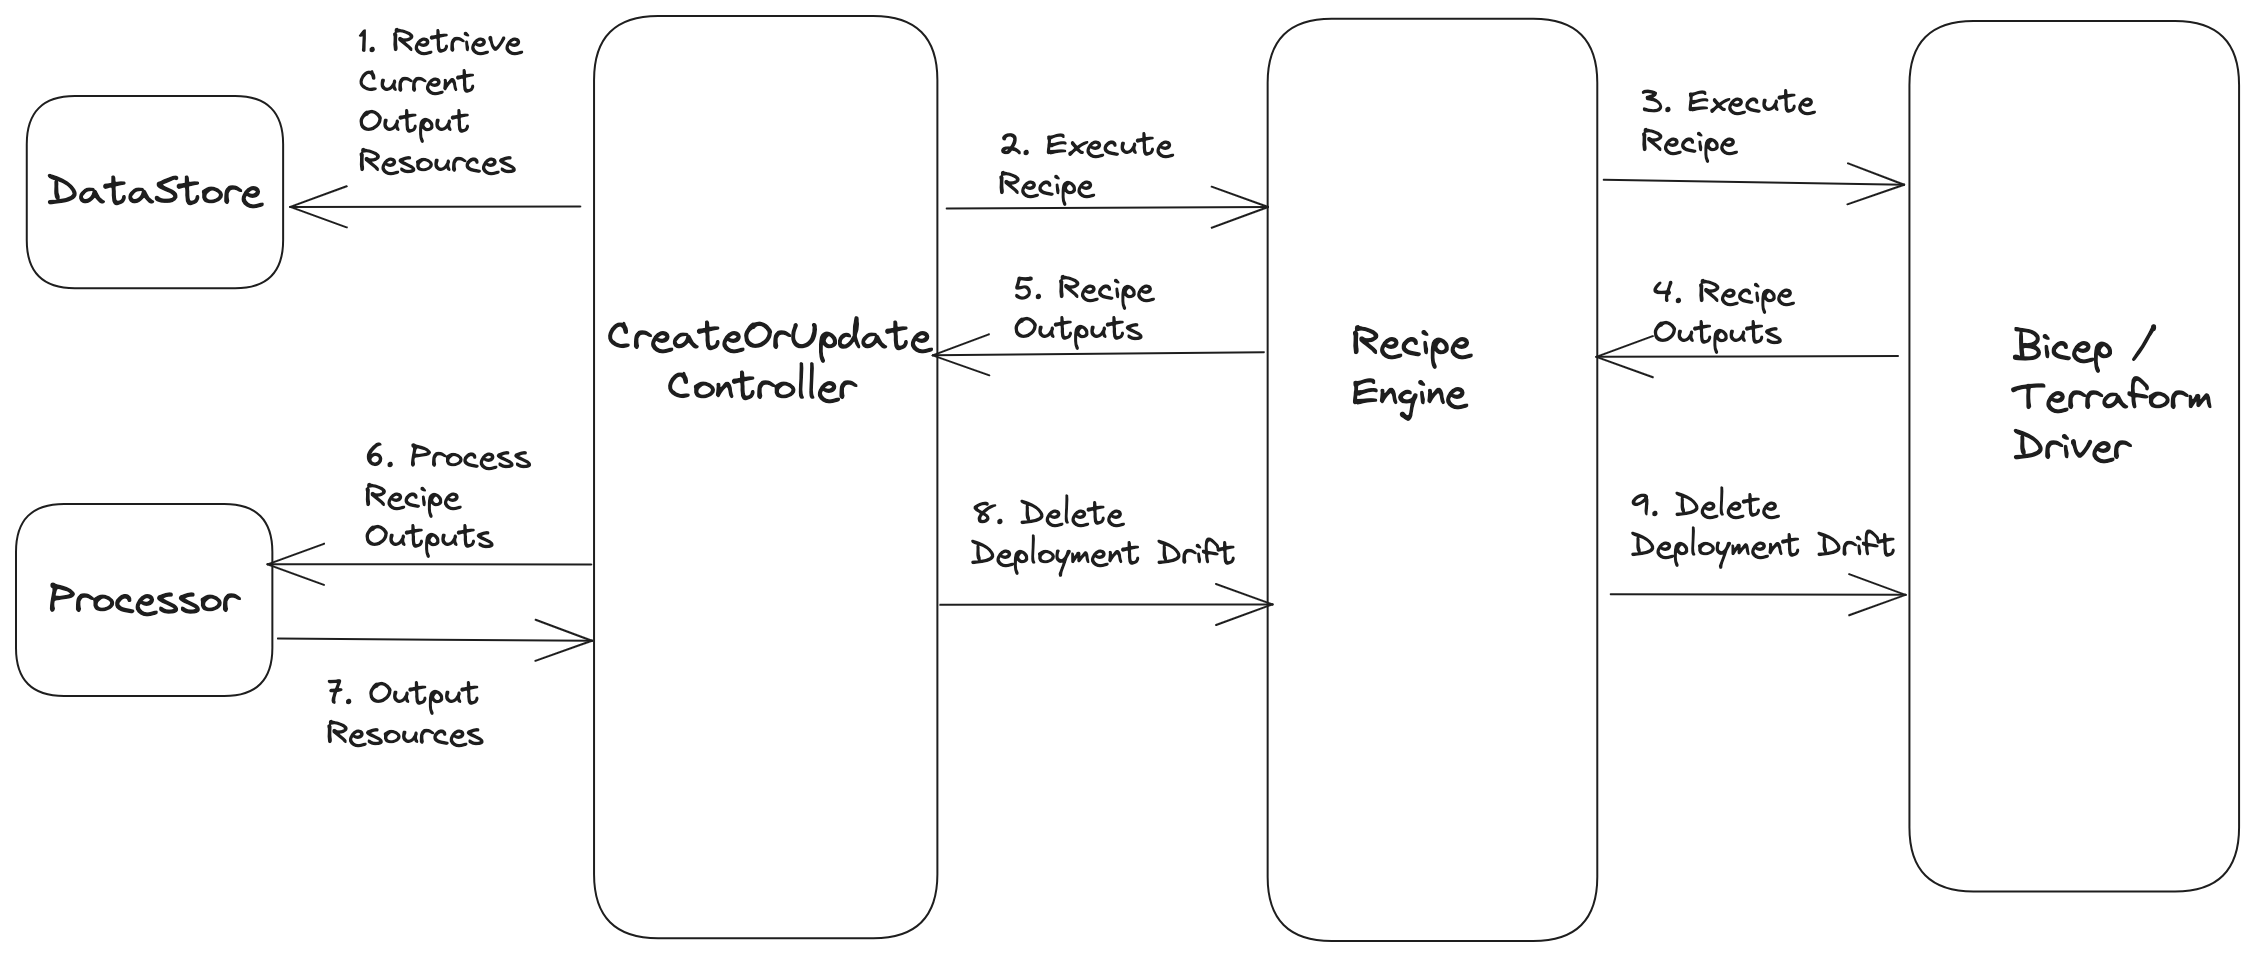 1. Retrieve
Current
Output
Resources
DataStore
2. Execute
Recipe
3. Execute
Recipe
5. Recipe
Outputs
4. Recipe
Outputs
CreateOrUpdate
Controller
Recipe
Engine
Bicep /
Terraform
Driver
6. Process
Recipe
Outputs
8. Delete
Deployment Drift
9. Delete
Deployment Drift
Processor
7. Output
Resources